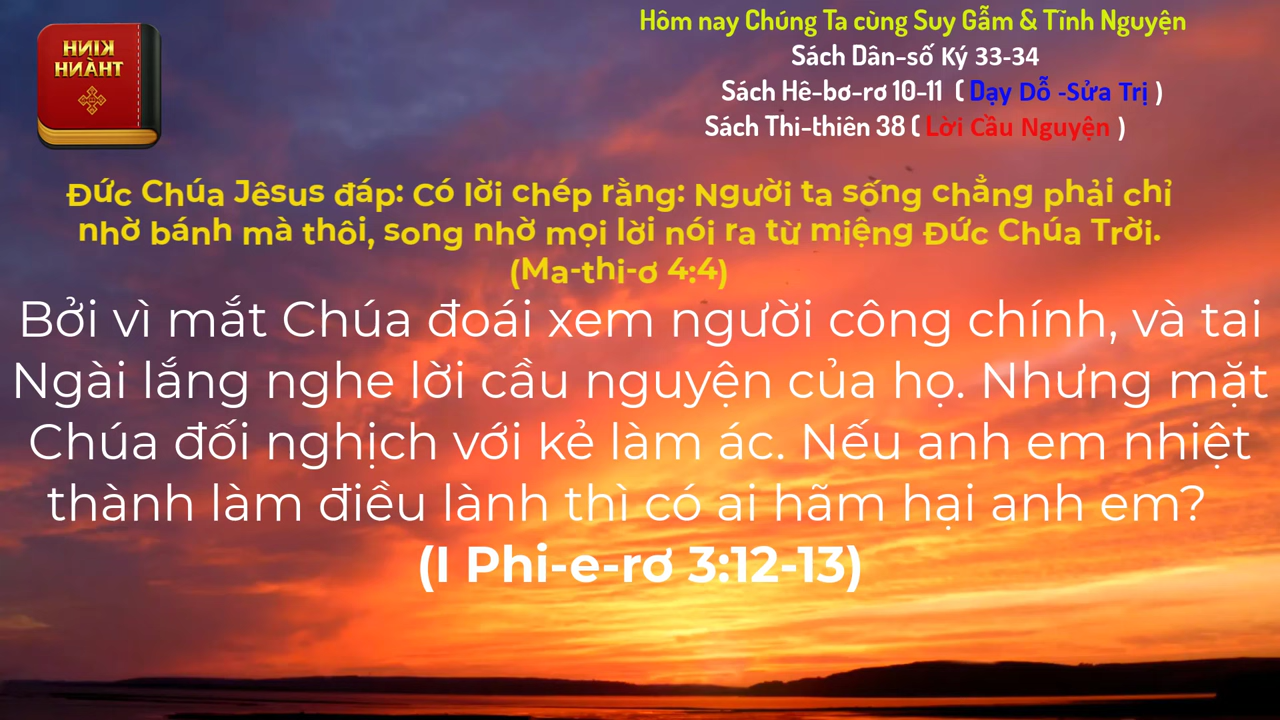 KINH
THÀNH
Hôm nay Chúng Ta cùng Suy Gẫm & Tĩnh Nguyện
Sách Dân-số Ký 33-34
Sách Hê-bơ-rơ 10-11 ( Dạy Dỗ -Sửa Trị )
Sách Thi-thiên 38 ( Lời Cầu Nguyện )
Đức Chúa Jêsus đáp: Có lời chép rằng: Người ta sống chẳng phải chỉ
nhờ bánh mà thôi, song nhờ mọi lời nói ra từ miệng Đức Chúa Trời.
(Ma-thi-ơ 4:4)
Bởi vì mắt Chúa đoái xem người công chính, và tai
Ngài lắng nghe lời cầu nguyện của họ. Nhưng mặt
Chúa đối nghịch với kẻ làm ác. Nếu anh em nhiệt
thành làm điều lành thì có ai hãm hại anh em?
(I Phi-e-rơ 3:12-13)